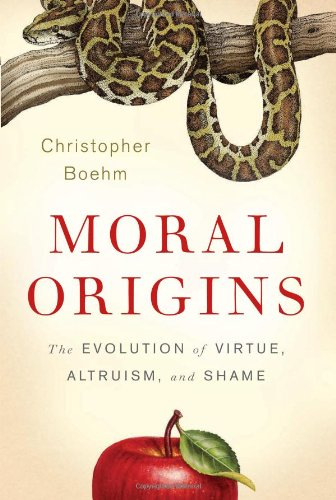 Christopher
Boehm
MORAL
ORIGINS
The EVOLUTION of VIRTUE,
ALTRUISM, and SHAME